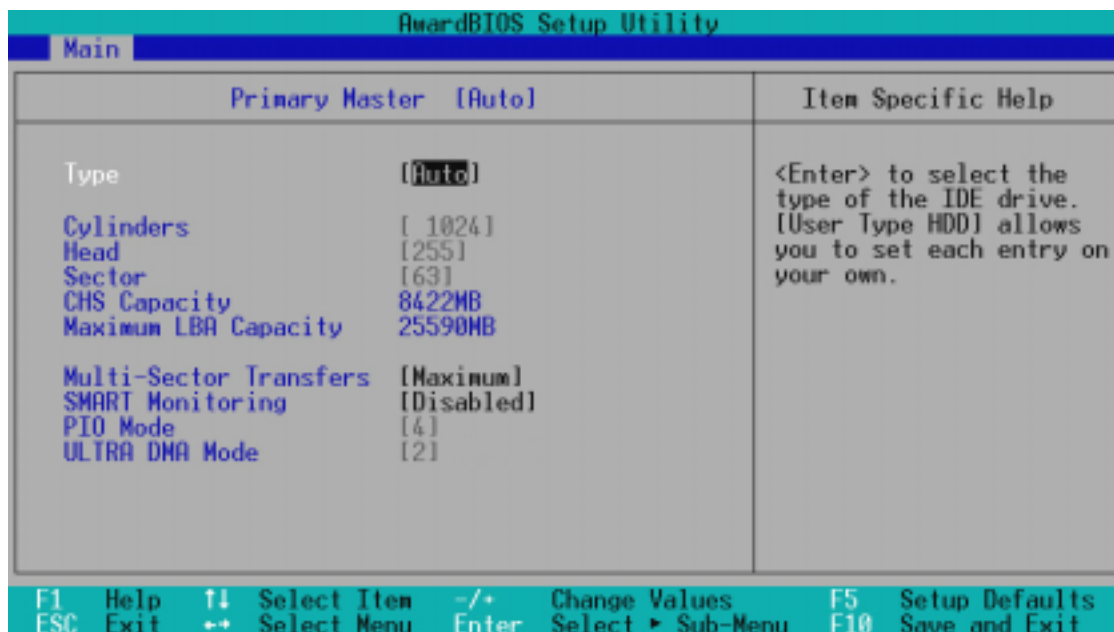 AwardBIOS Setup Utility
Main
Primary Master [Auto]
Item Specific Help
Type [Auto]
Cylinders [ 1024]
Head [255]
Sector [63]
CHS Capacity 8422MB
Maximum LBA Capacity 25590MB
Multi-Sector Transfers [Maximum]
SMART Monitoring [Disabled]
PIO Mode [4]
ULTRA DMA Mode [2]
<Enter> to select the
type of the IDE drive.
[User Type HDD] allows
you to set each entry on
your own.
F1 Help ↑↓ Select Item -/+ Change Values F5 Setup Defaults
ESC Exit ←→ Select Menu Enter Select ► Sub-Menu F10 Save and Exit